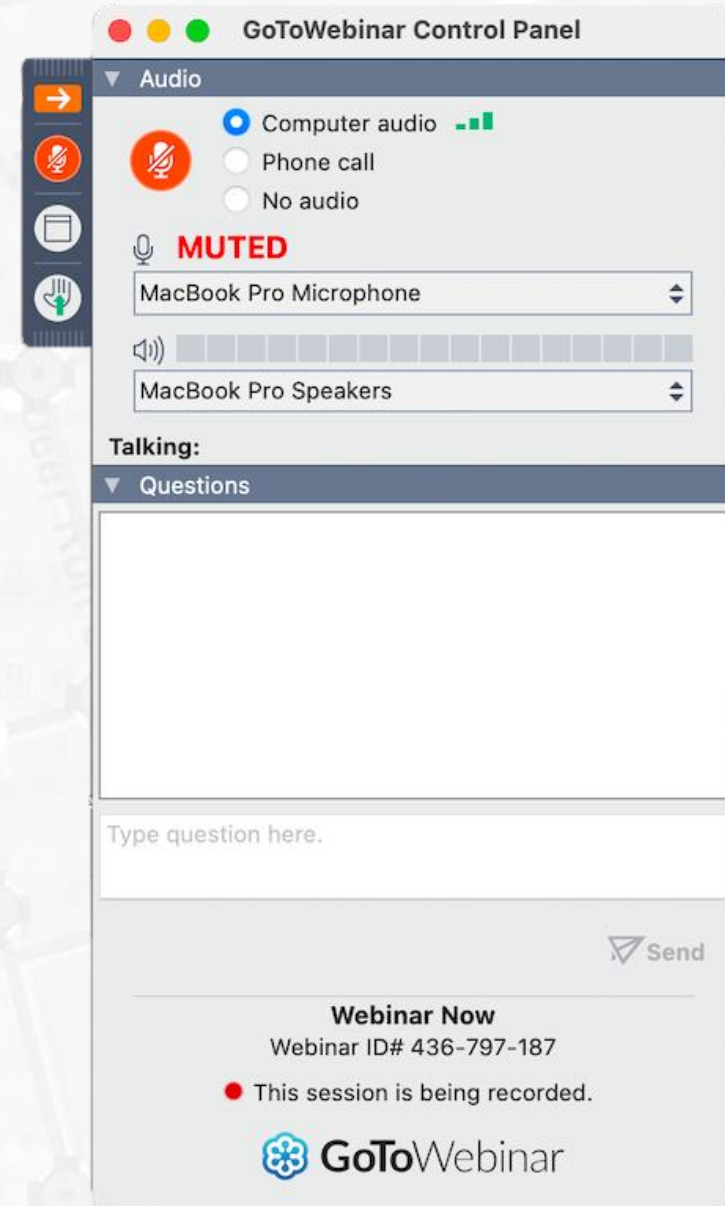 GoToWebinar Control Panel
Audio
Computer audio
Phone call
No audio
MUTED
MacBook Pro Microphone
MacBook Pro Speakers
Talking:
Questions
Type question here.
Send
Webinar Now
Webinar ID# 436-797-187
This session is being recorded.
GoToWebinar